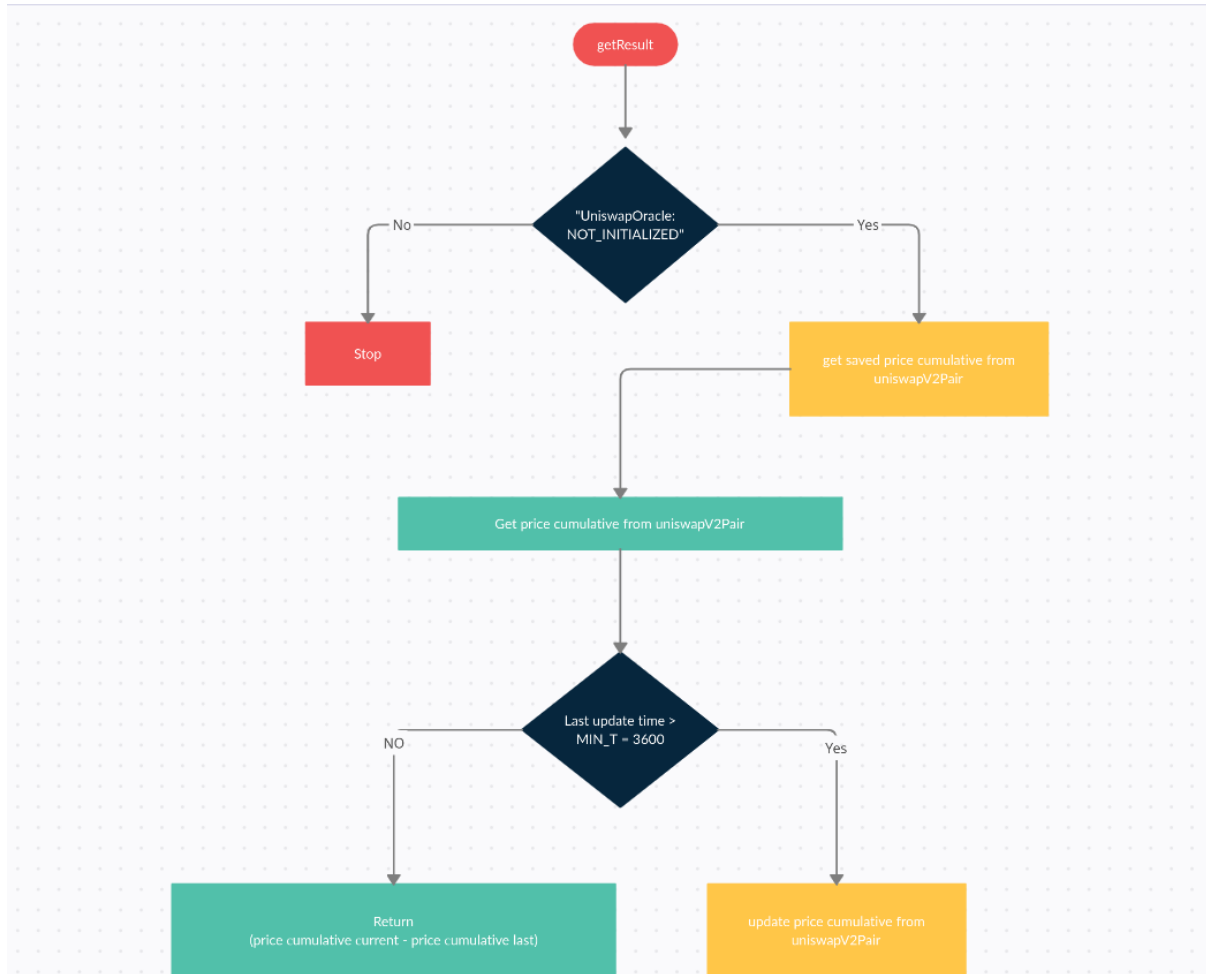 getResult
"UniswapOracle:
NOT_INITIALIZED"
No
Yes
Stop
get saved price cumulative from
uniswapV2Pair
Get price cumulative from uniswapV2Pair
Last update time >
MIN_T = 3600
NO
Yes
Return
(price cumulative current - price cumulative last)
update price cumulative from
uniswapV2Pair